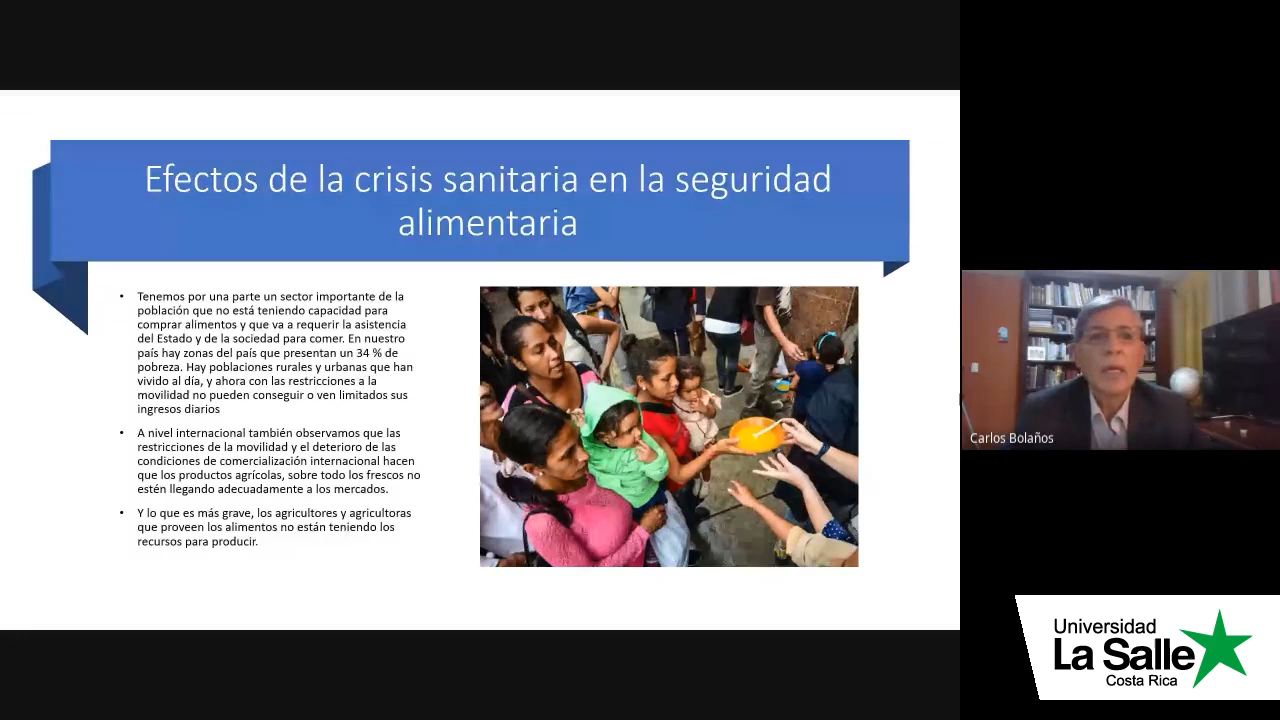 Efectos de la crisis sanitaria en la seguridad
alimentaria
• Tenemos por una parte un sector importante de la
población que no está teniendo capacidad para
comprar alimentos y que va a requerir la asistencia
del Estado y de la sociedad para comer. En nuestro
país hay zonas del país que presentan un 34 % de
pobreza. Hay poblaciones rurales y urbanas que han
vivido al día, y ahora con las restricciones a la
movilidad no pueden conseguir o ven limitados sus
ingresos diarios
• A nivel internacional también observamos que las
restricciones de la movilidad y el deterioro de las
condiciones de comercialización internacional hacen
que los productos agrícolas, sobre todo los frescos no
estén llegando adecuadamente a los mercados.
• Y lo que es más grave, los agricultores y agricultoras
que proveen los alimentos no están teniendo los
recursos para producir.
Carlos Bolaños
Universidad
La Salle
Costa Rica